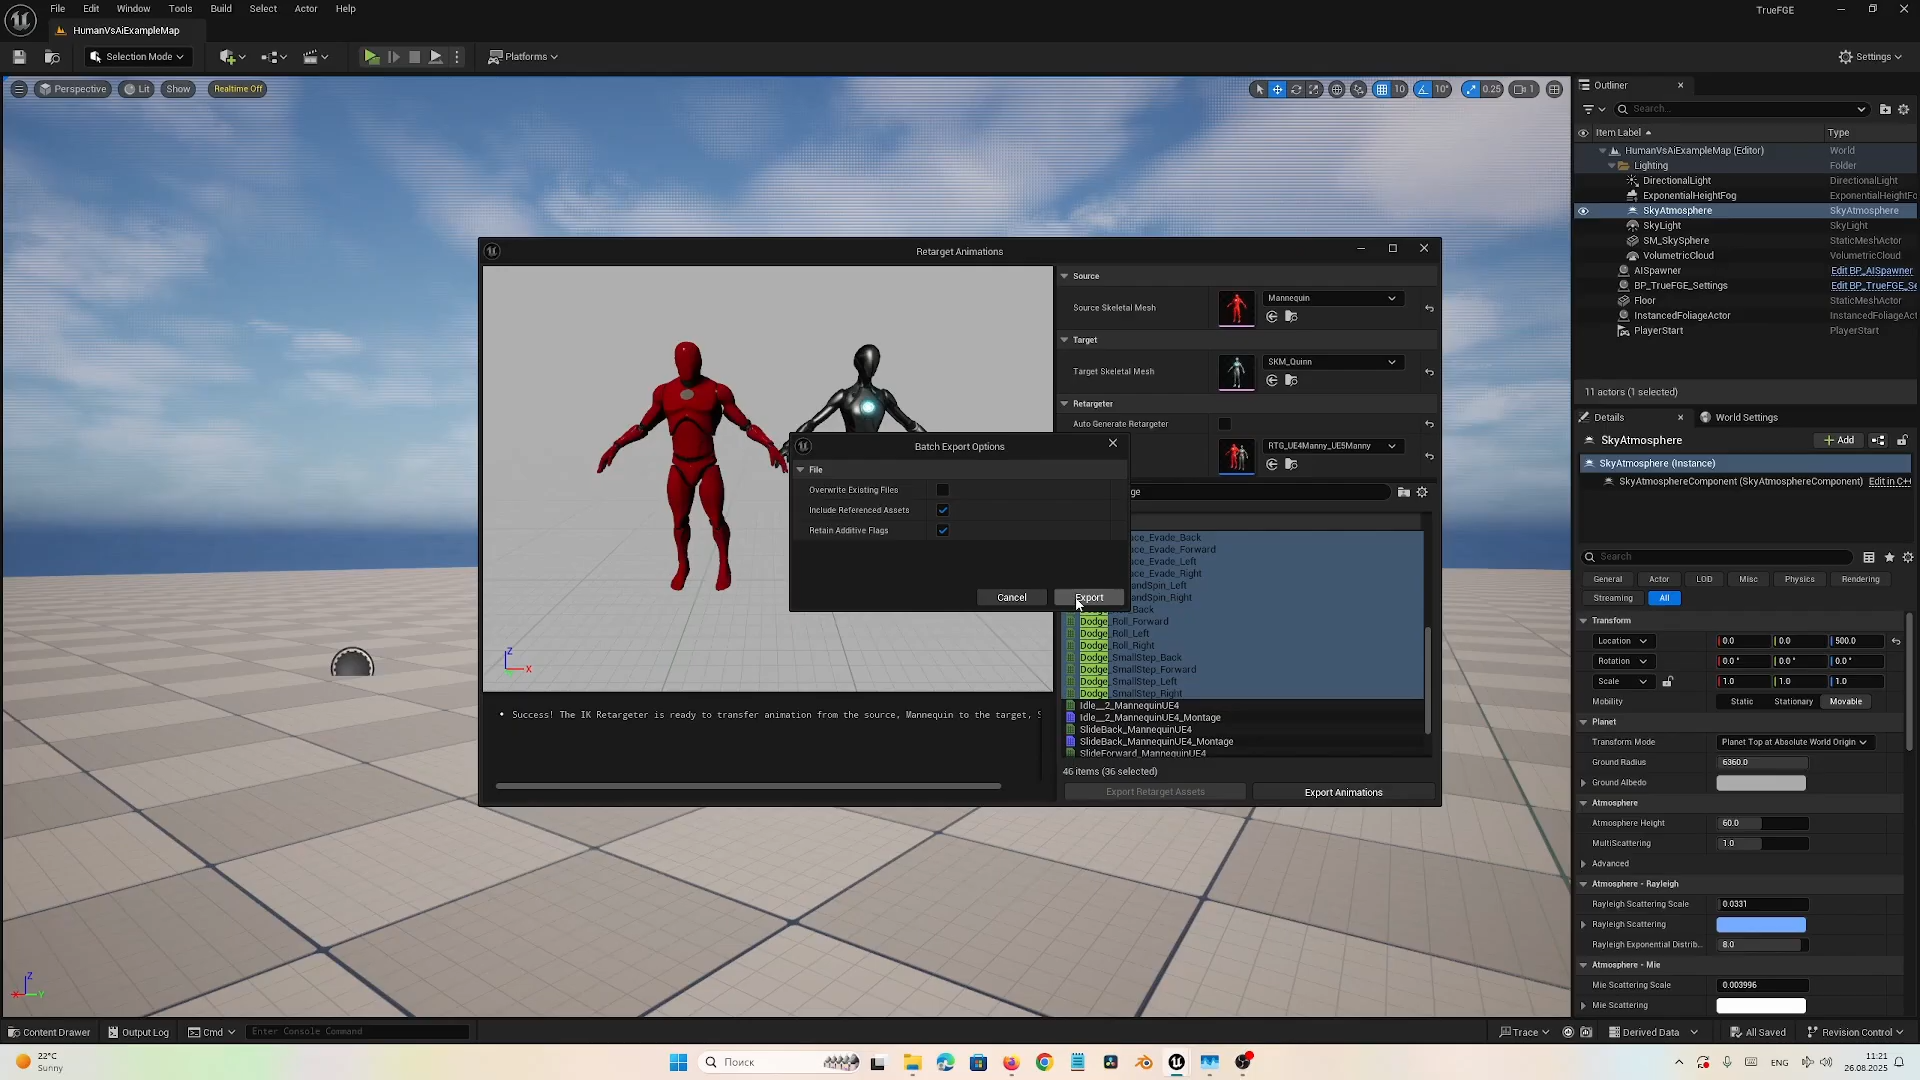 File Edit Window Tools Build Select Actor Help
TrueFGE
HumanVsAiExampleMap
Selection Mode
Platforms
Settings
Perspective Lit Show Realtime Off
10 10° 0.25 1
Outliner
Search...
Item Label Type
HumanVsAiExampleMap (Editor) World
Lighting Folder
DirectionalLight DirectionalLight
ExponentialHeightFog ExponentialHeightFo
SkyAtmosphere SkyAtmosphere
SkyLight SkyLight
SM_SkySphere StaticMeshActor
VolumetricCloud VolumetricCloud
AISpawner Edit BP_AISpawner
BP_TrueFGE_Settings Edit BP_TrueFGE_Se
Floor StaticMeshActor
InstancedFoliageActor InstancedFoliageAct
PlayerStart PlayerStart
11 actors (1 selected)
Details World Settings
SkyAtmosphere Add
SkyAtmosphere (Instance)
SkyAtmosphereComponent (SkyAtmosphereComponent) Edit in C++
Search
General Actor LOD Misc Physics Rendering
Streaming All
Transform
Location 0.0 0.0 500.0
Rotation 0.0 ° 0.0 ° 0.0 °
Scale 1.0 1.0 1.0
Mobility Static Stationary Movable
Planet
Transform Mode Planet Top at Absolute World Origin
Ground Radius 6360.0
Ground Albedo
Atmosphere
Atmosphere Height 60.0
MultiScattering 1.0
Advanced
Atmosphere - Rayleigh
Rayleigh Scattering Scale 0.0331
Rayleigh Scattering
Rayleigh Exponential Distrib... 8.0
Atmosphere - Mie
Mie Scattering Scale 0.003996
Mie Scattering
Retarget Animations
Source
Source Skeletal Mesh Mannequin
Target
Target Skeletal Mesh SKM_Quinn
Retargeter
Auto Generate Retargeter
RTG_UE4Manny_UE5Manny
ge
Batch Export Options
File
Overwrite Existing Files
Include Referenced Assets
Retain Additive Flags
Cancel Export
ace_Evade_Back
ace_Evade_Forward
ace_Evade_Left
ace_Evade_Right
andSpin_Left
andSpin_Right
Back
Dodge_Roll_Forward
Dodge_Roll_Left
Dodge_Roll_Right
Dodge_SmallStep_Back
Dodge_SmallStep_Forward
Dodge_SmallStep_Left
Dodge_SmallStep_Right
Idle__2_MannequinUE4
Idle__2_MannequinUE4_Montage
SlideBack_MannequinUE4
SlideBack_MannequinUE4_Montage
SlideForward_MannequinUE4
46 items (36 selected)
Export Retarget Assets Export Animations
Z
X
• Success! The IK Retargeter is ready to transfer animation from the source, Mannequin to the target, S
Z
X Y
Content Drawer Output Log Cmd Enter Console Command
Trace Derived Data All Saved Revision Control
22°C
Sunny
Поиск
ENG
11:21
26.08.2025